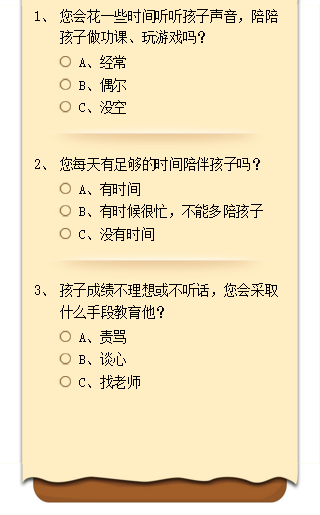 1、您会花一些时间听听孩子声音，陪陪
孩子做功课、玩游戏吗？
A、经常
B、偶尔
C、没空
2、您每天有足够的时间陪伴孩子吗？
A、有时间
B、有时候很忙，不能多陪孩子
C、没有时间
3、孩子成绩不理想或不听话，您会采取
什么手段教育他？
A、责骂
B、谈心
C、找老师